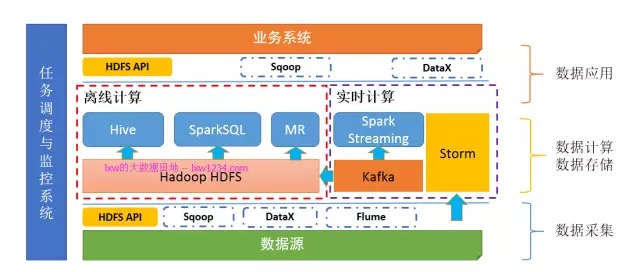 任务调度与监控系统
业务系统
HDFS API
Sqoop
DataX
数据应用
离线计算
实时计算
Hive
SparkSQL
MR
Spark
Streaming
Storm
lxw的大数据田地 -- lxw1234.com
Hadoop HDFS
Kafka
数据计算
数据存储
HDFS API
Sqoop
DataX
Flume
数据采集
数据源